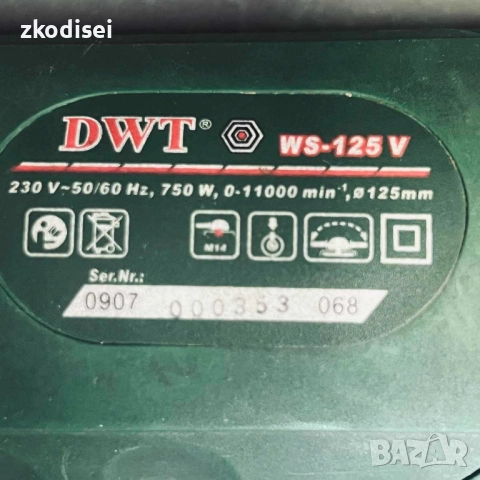 zkodisei
DWT® WS-125 V
230 V~50/60 Hz, 750 W, 0-11000 min⁻¹, ø125mm
M14
Ser.Nr.:
0907 000353 068
BAZAR